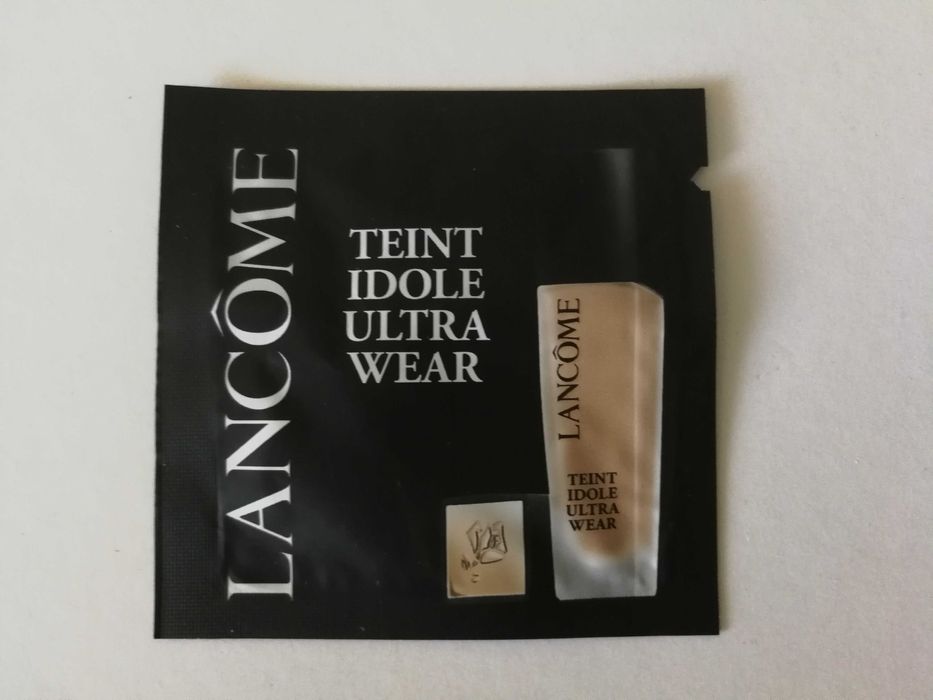 LANCÔME
TEINT
IDOLE
ULTRA
WEAR
LANCÔME
TEINT
IDOLE
ULTRA
WEAR